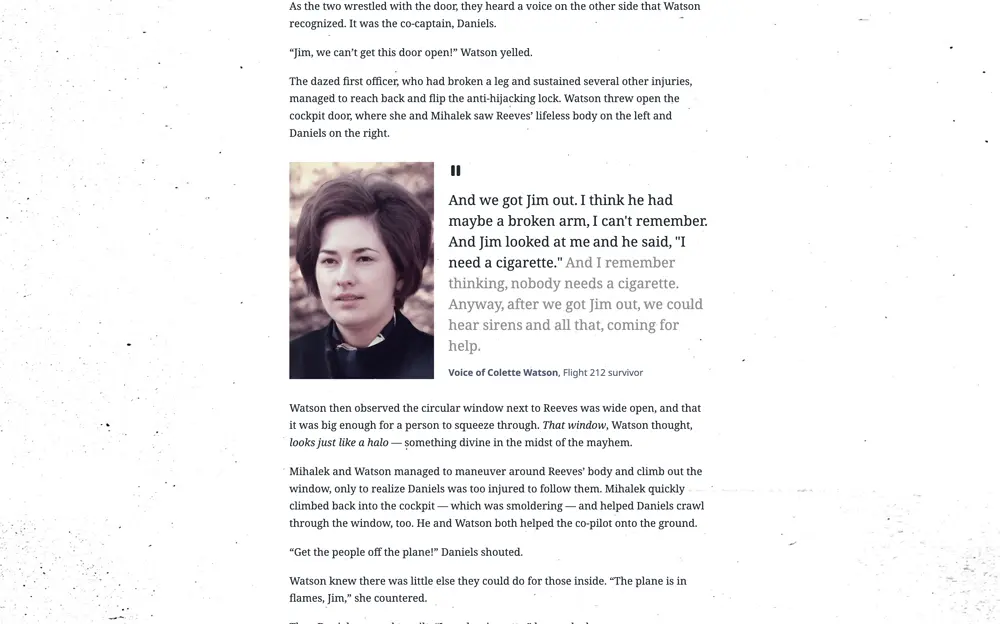 As the two wrestled with the door, they heard a voice on the other side that Watson
recognized. It was the co-captain, Daniels.
“Jim, we can’t get this door open!” Watson yelled.
The dazed first officer, who had broken a leg and sustained several other injuries,
managed to reach back and flip the anti-hijacking lock. Watson threw open the
cockpit door, where she and Mihalek saw Reeves’ lifeless body on the left and
Daniels on the right.
And we got Jim out. I think he had
maybe a broken arm, I can't remember.
And Jim looked at me and he said, "I
need a cigarette." And I remember
thinking, nobody needs a cigarette.
Anyway, after we got Jim out, we could
hear sirens and all that, coming for
help.
Voice of Colette Watson, Flight 212 survivor
Watson then observed the circular window next to Reeves was wide open, and that
it was big enough for a person to squeeze through. That window, Watson thought,
looks just like a halo — something divine in the midst of the mayhem.
Mihalek and Watson managed to maneuver around Reeves’ body and climb out the
window, only to realize Daniels was too injured to follow them. Mihalek quickly
climbed back into the cockpit — which was smoldering — and helped Daniels crawl
through the window, too. He and Watson both helped the co-pilot onto the ground.
“Get the people off the plane!” Daniels shouted.
Watson knew there was little else they could do for those inside. “The plane is in
flames, Jim,” she countered.